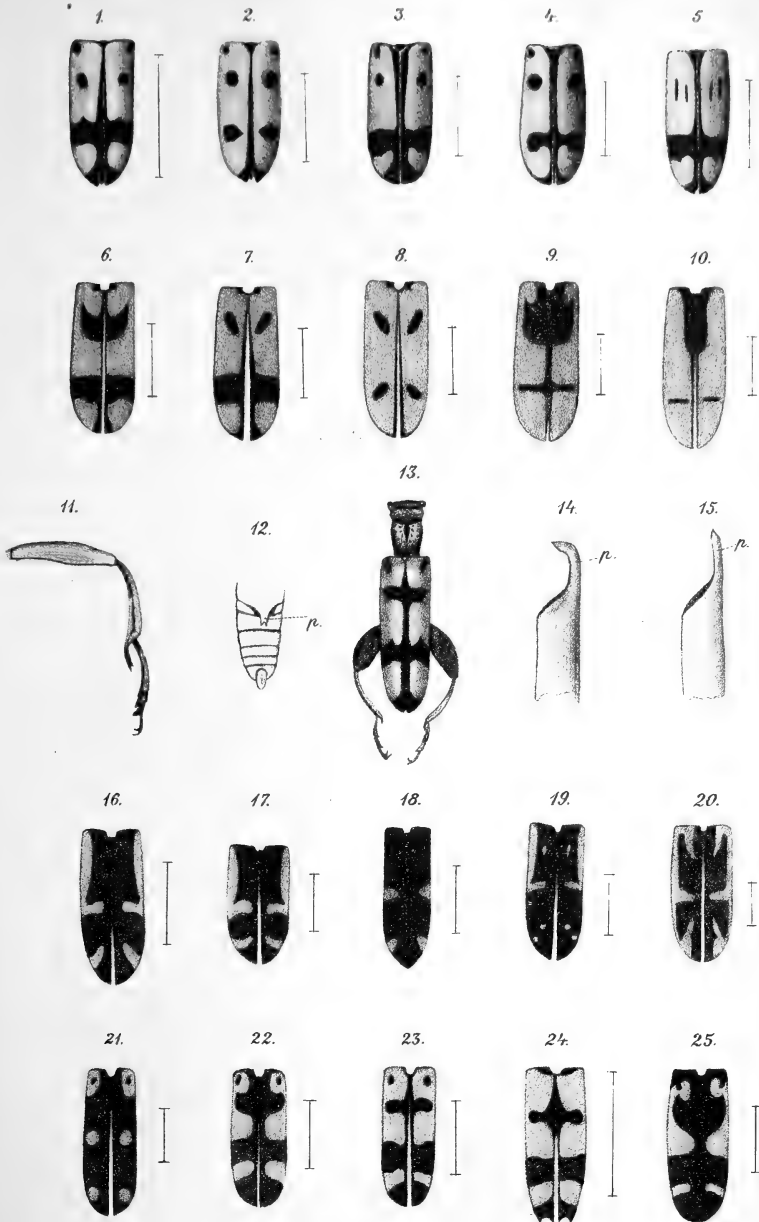 1. 2. 3. 4. 5
6. 7. 8. 9. 10.
11. 12. 13. 14. 15.
p. p. p.
16. 17. 18. 19. 20.
21. 22. 23. 24. 25.